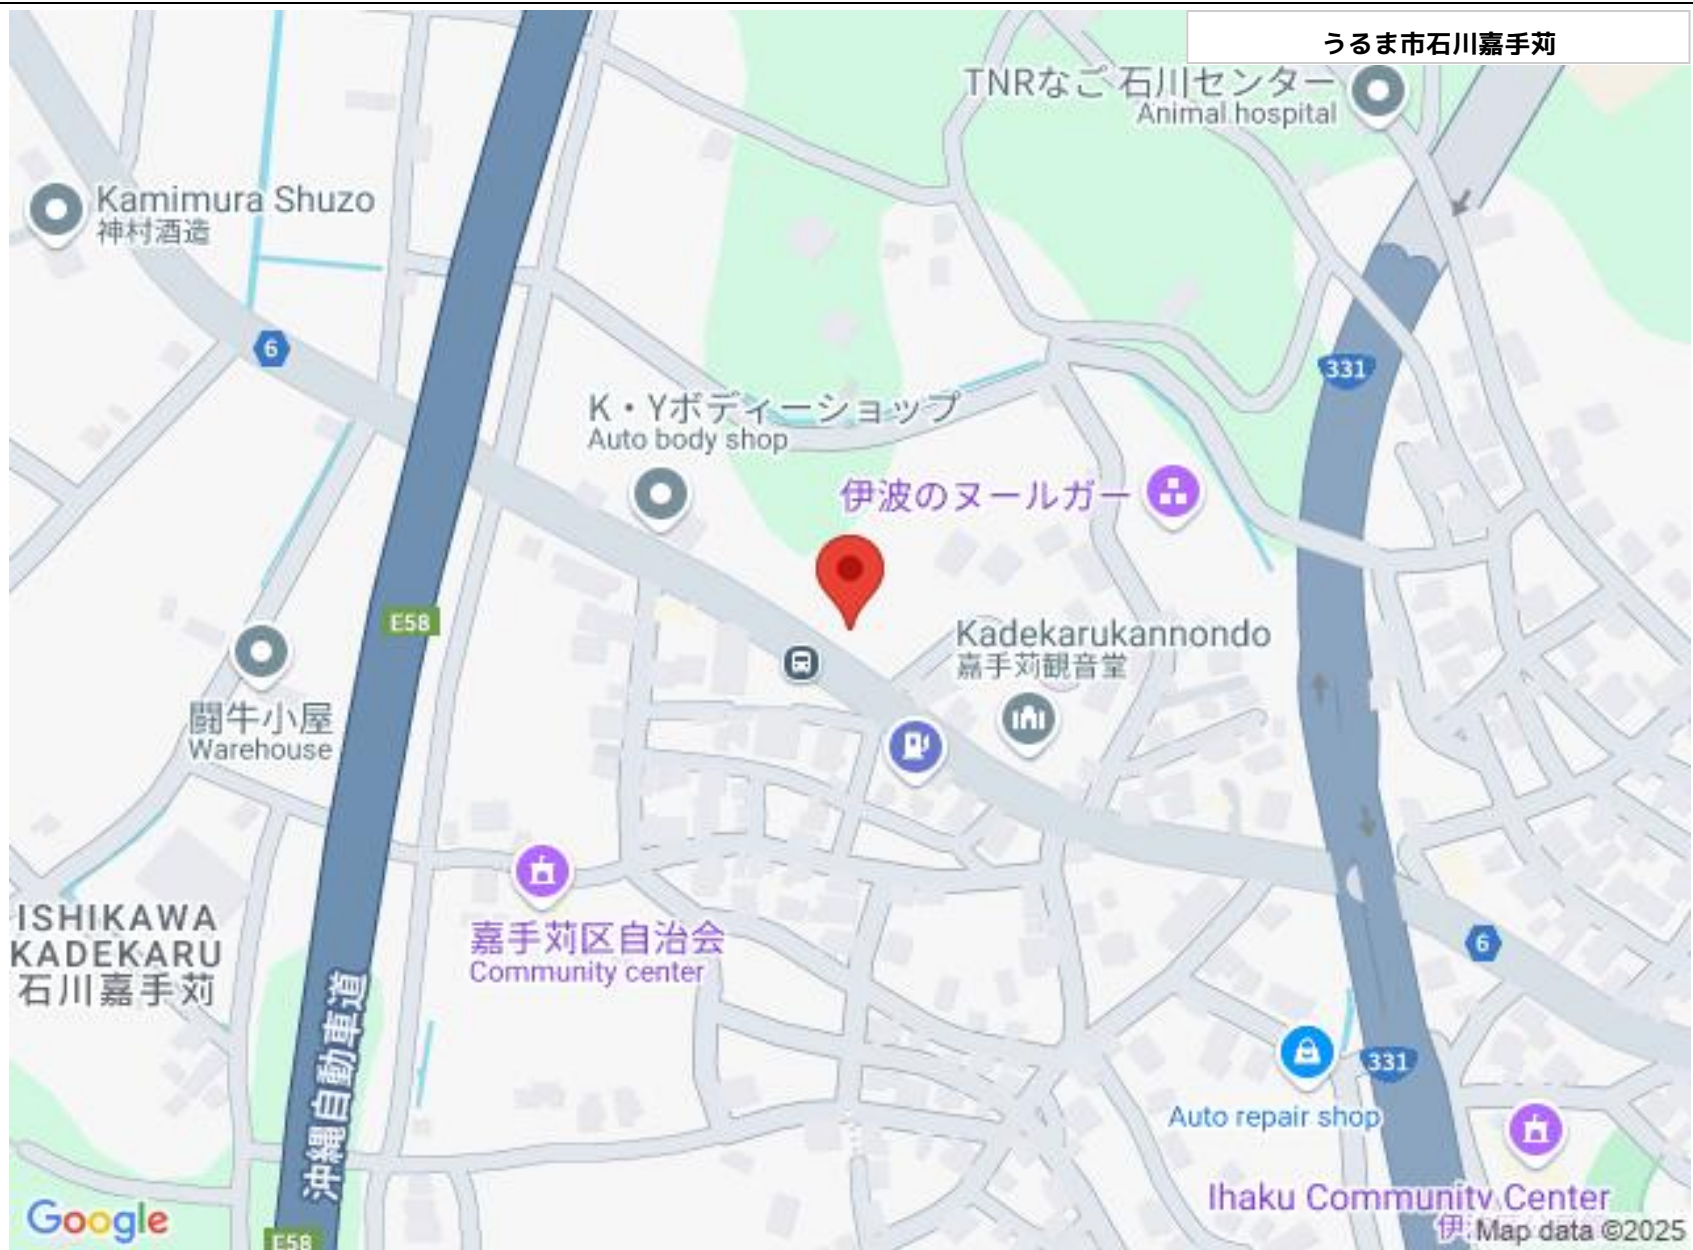 うるま市石川嘉手苅
TNRなご 石川センター
Animal hospital
Kamimura Shuzo
神村酒造
6
331
K・Yボディーショップ
Auto body shop
伊波のヌールガー
E58
Kadekarukannondo
嘉手苅観音堂
闘牛小屋
Warehouse
嘉手苅区自治会
Community center
ISHIKAWA
KADEKARU
石川嘉手苅
6
沖縄自動車道
331
Auto repair shop
Ihaku Community Center
伊
Google
E58
Map data ©2025